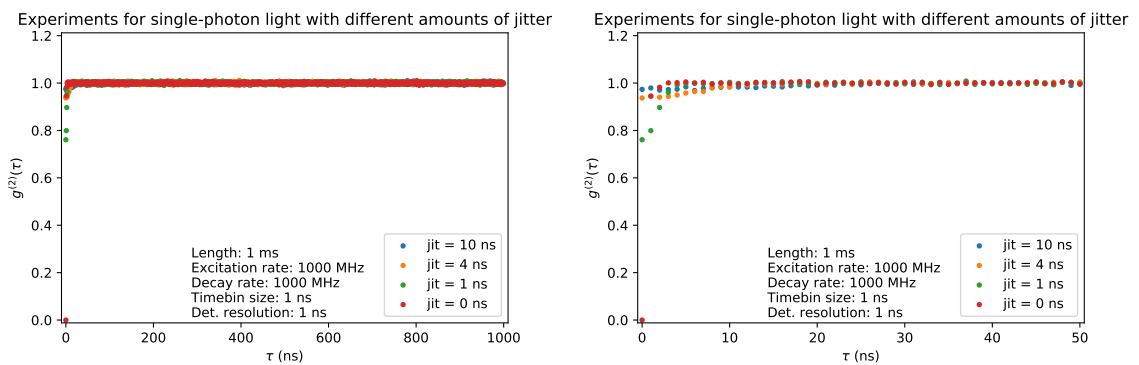 Experiments for single-photon light with different amounts of jitter
1.2
1.0
0.8
0.6
0.4
0.2
0.0
g⁽²⁾(τ)
Length: 1 ms
Excitation rate: 1000 MHz
Decay rate: 1000 MHz
Timebin size: 1 ns
Det. resolution: 1 ns
jit = 10 ns
jit = 4 ns
jit = 1 ns
jit = 0 ns
0 200 400 600 800 1000
τ (ns)
Experiments for single-photon light with different amounts of jitter
1.2
1.0
0.8
0.6
0.4
0.2
0.0
g⁽²⁾(τ)
Length: 1 ms
Excitation rate: 1000 MHz
Decay rate: 1000 MHz
Timebin size: 1 ns
Det. resolution: 1 ns
jit = 10 ns
jit = 4 ns
jit = 1 ns
jit = 0 ns
0 10 20 30 40 50
τ (ns)